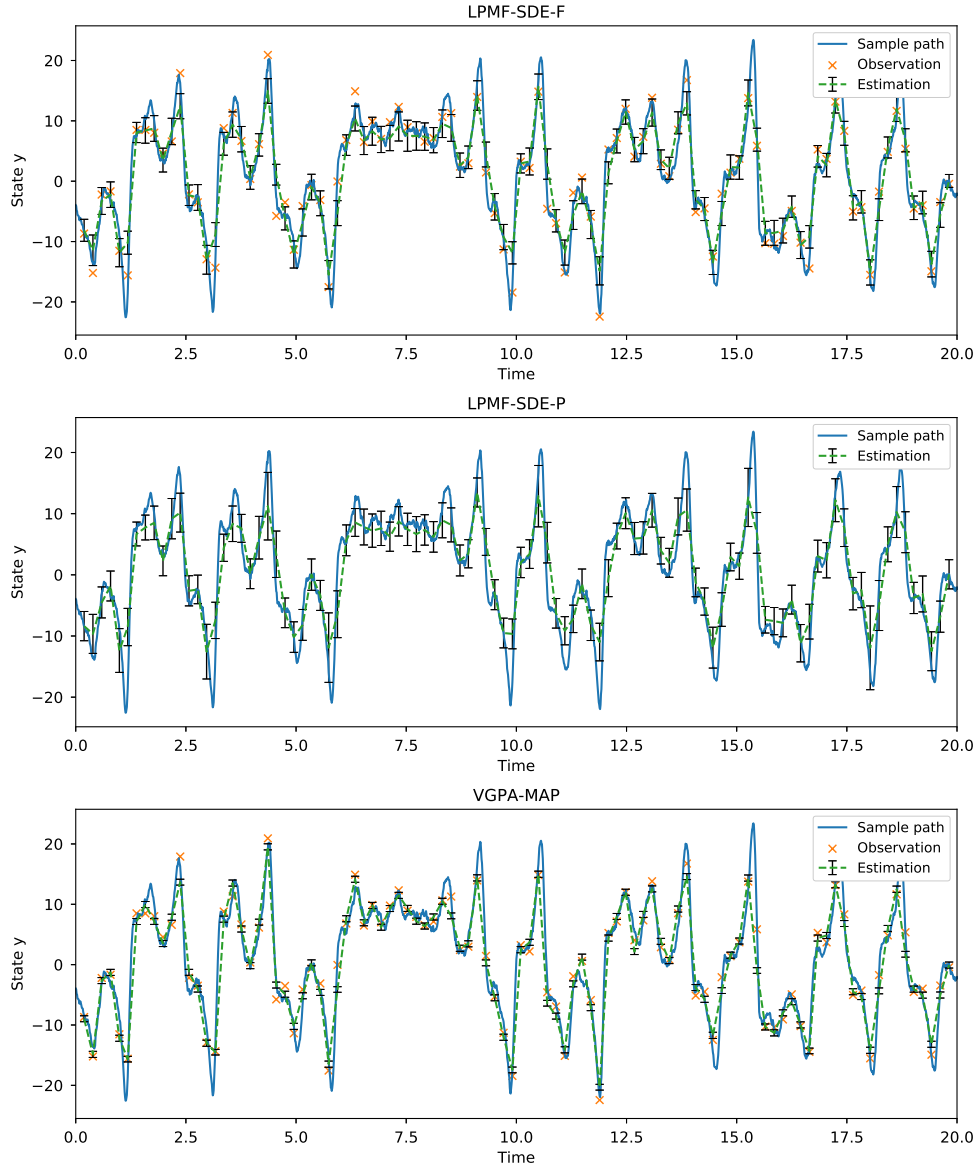 LPMF-SDE-F
State y
20
10
0
−10
−20
Sample path
Observation
Estimation
0.0 2.5 5.0 7.5 10.0 12.5 15.0 17.5 20.0
Time
LPMF-SDE-P
State y
20
10
0
−10
−20
Sample path
Estimation
0.0 2.5 5.0 7.5 10.0 12.5 15.0 17.5 20.0
Time
VGPA-MAP
State y
20
10
0
−10
−20
Sample path
Observation
Estimation
0.0 2.5 5.0 7.5 10.0 12.5 15.0 17.5 20.0
Time